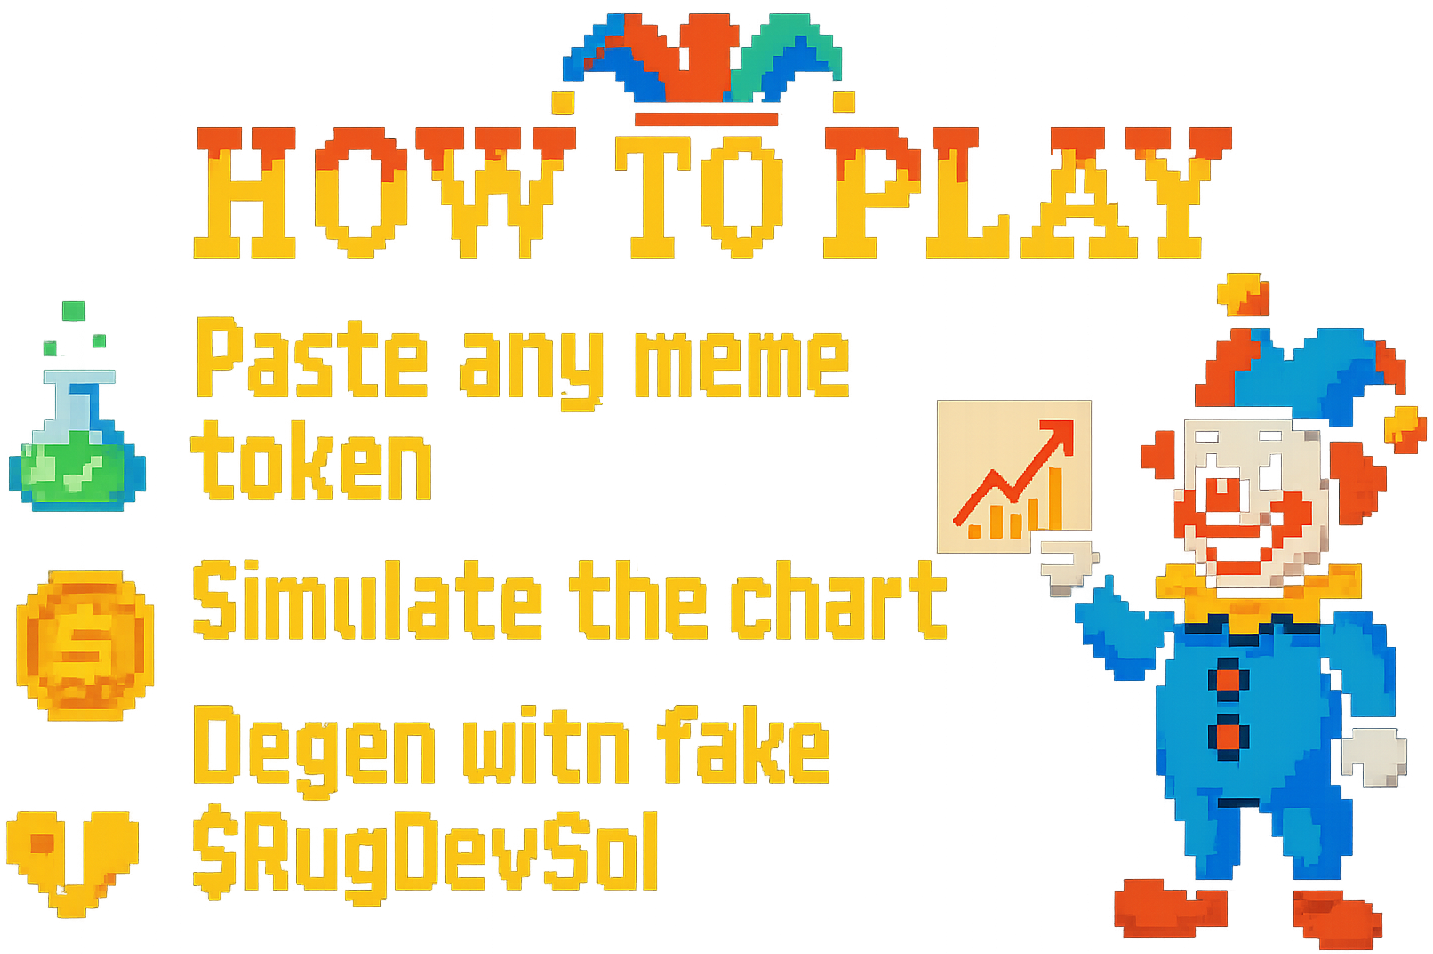 HOW TO PLAY
Paste any meme
token
Simulate the chart
Degen witn fake
$RugDevSol
S